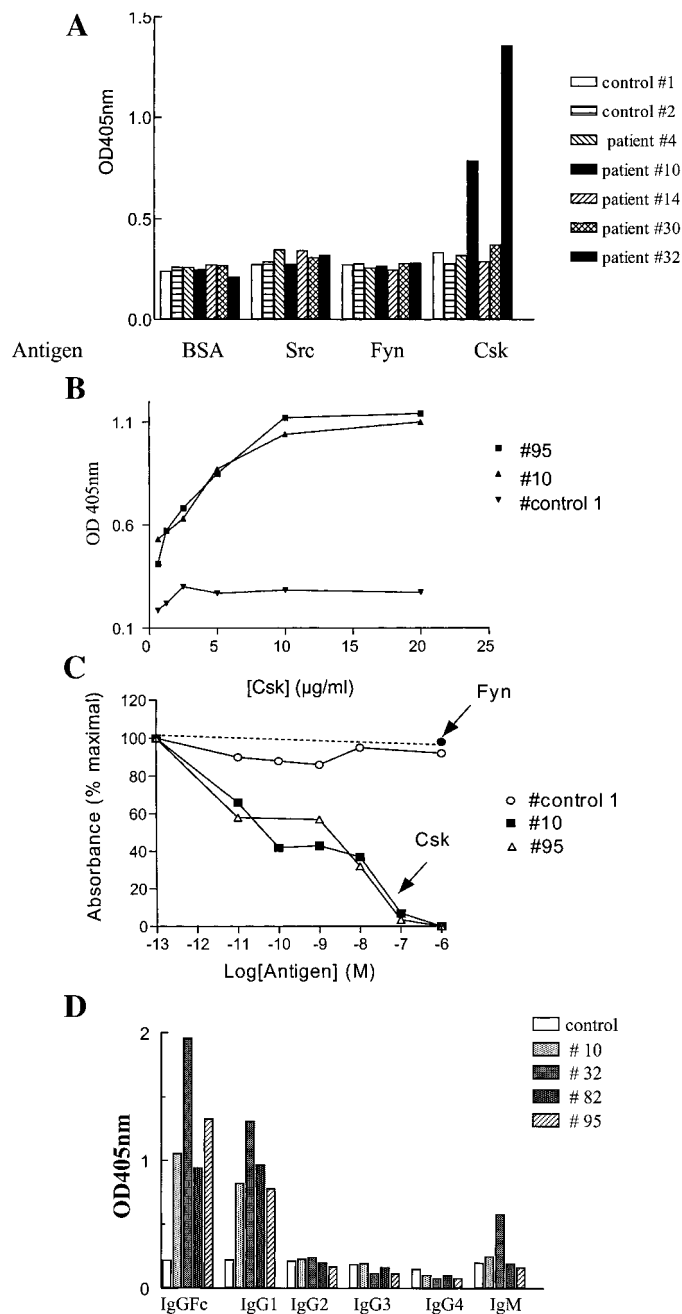 A
OD405nm
1.5
1.0
0.5
0.0
control #1
control #2
patient #4
patient #10
patient #14
patient #30
patient #32
Antigen BSA Src Fyn Csk
B
OD 405nm
1.1
0.6
0.1
0 5 10 15 20 25
[Csk] (µg/ml)
#95
#10
#control 1
C
Absorbance (% maximal)
120
100
80
60
40
20
0
-13 -12 -11 -10 -9 -8 -7 -6
Log[Antigen] (M)
Fyn
Csk
#control 1
#10
#95
D
OD405nm
2
1
0
IgGFc IgG1 IgG2 IgG3 IgG4 IgM
control
# 10
# 32
# 82
# 95